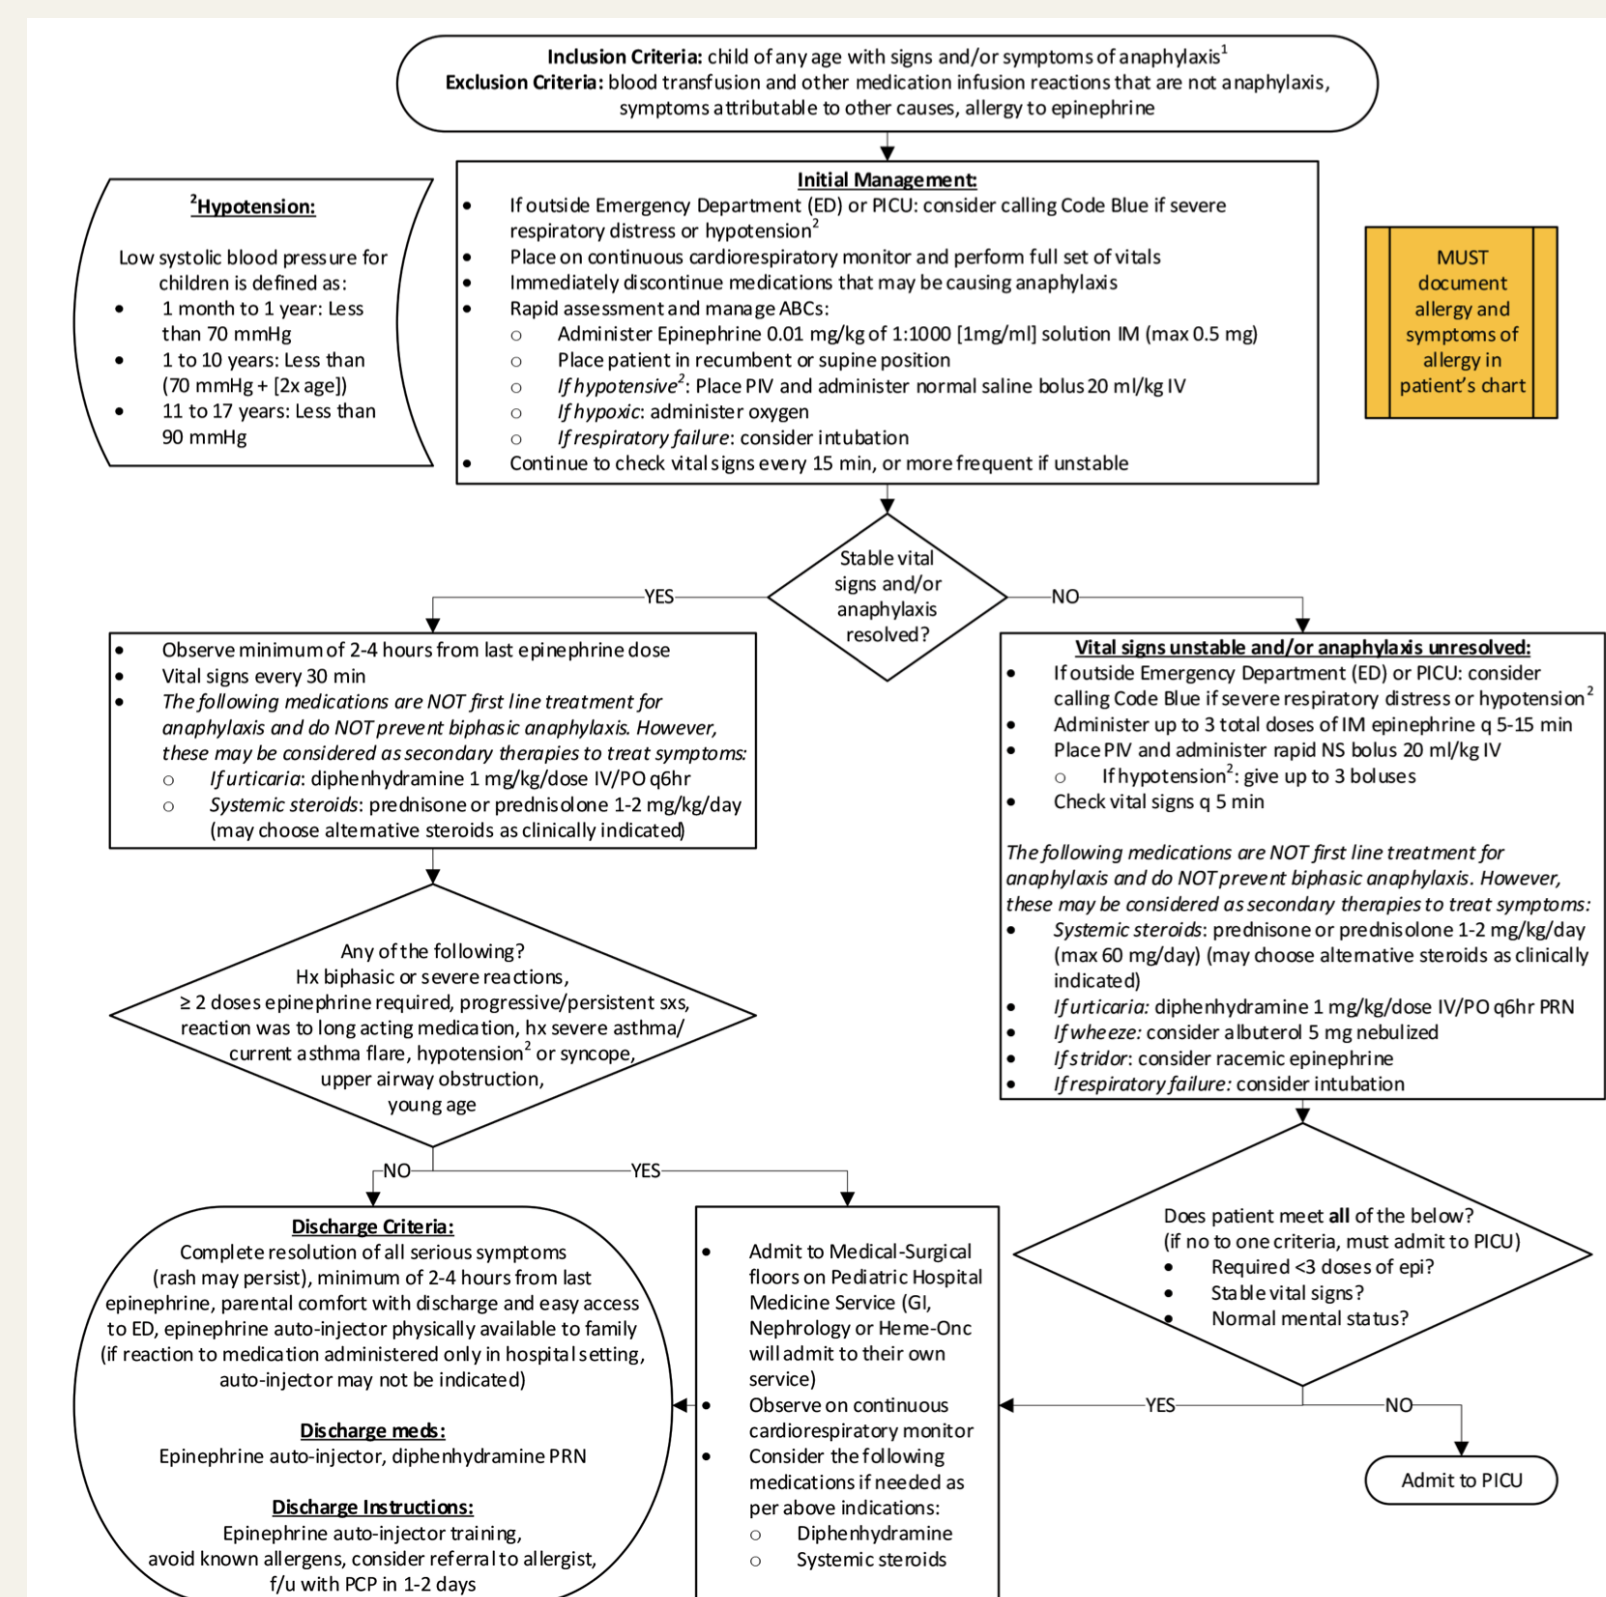 Inclusion Criteria: child of any age with signs and/or symptoms of anaphylaxis1
Exclusion Criteria: blood transfusion and other medication infusion reactions that are not anaphylaxis,
symptoms attributable to other causes, allergy to epinephrine
2Hypotension:
Low systolic blood pressure for
children is defined as:
• 1 month to 1 year: Less
than 70 mmHg
• 1 to 10 years: Less than
(70 mmHg + [2x age])
• 11 to 17 years: Less than
90 mmHg
Initial Management:
• If outside Emergency Department (ED) or PICU: consider calling Code Blue if severe
respiratory distress or hypotension2
• Place on continuous cardiorespiratory monitor and perform full set of vitals
• Immediately discontinue medications that may be causing anaphylaxis
• Rapid assessment and manage ABCs:
o Administer Epinephrine 0.01 mg/kg of 1:1000 [1mg/ml] solution IM (max 0.5 mg)
o Place patient in recumbent or supine position
o If hypotensive2: Place PIV and administer normal saline bolus 20 ml/kg IV
o If hypoxic: administer oxygen
o If respiratory failure: consider intubation
• Continue to check vital signs every 15 min, or more frequent if unstable
MUST
document
allergy and
symptoms of
allergy in
patient's chart
Stable vital
signs and/or
anaphylaxis
resolved?
YES
NO
• Observe minimum of 2-4 hours from last epinephrine dose
• Vital signs every 30 min
• The following medications are NOT first line treatment for
anaphylaxis and do NOT prevent biphasic anaphylaxis. However,
these may be considered as secondary therapies to treat symptoms:
o If urticaria: diphenhydramine 1 mg/kg/dose IV/PO q6hr
o Systemic steroids: prednisone or prednisolone 1-2 mg/kg/day
(may choose alternative steroids as clinically indicated)
Vital signs unstable and/or anaphylaxis unresolved:
• If outside Emergency Department (ED) or PICU: consider
calling Code Blue if severe respiratory distress or hypotension2
• Administer up to 3 total doses of IM epinephrine q 5-15 min
• Place PIV and administer rapid NS bolus 20 ml/kg IV
o If hypotension2: give up to 3 boluses
• Check vital signs q 5 min
The following medications are NOT first line treatment for
anaphylaxis and do NOT prevent biphasic anaphylaxis. However,
these may be considered as secondary therapies to treat symptoms:
• Systemic steroids: prednisone or prednisolone 1-2 mg/kg/day
(max 60 mg/day) (may choose alternative steroids as clinically
indicated)
• If urticaria: diphenhydramine 1 mg/kg/dose IV/PO q6hr PRN
• If wheeze: consider albuterol 5 mg nebulized
• If stridor: consider racemic epinephrine
• If respiratory failure: consider intubation
Any of the following?
Hx biphasic or severe reactions,
≥ 2 doses epinephrine required, progressive/persistent sxs,
reaction was to long acting medication, hx severe asthma/
current asthma flare, hypotension2 or syncope,
upper airway obstruction,
young age
NO
YES
Discharge Criteria:
Complete resolution of all serious symptoms
(rash may persist), minimum of 2-4 hours from last
epinephrine, parental comfort with discharge and easy access
to ED, epinephrine auto-injector physically available to family
(if reaction to medication administered only in hospital setting,
auto-injector may not be indicated)
Discharge meds:
Epinephrine auto-injector, diphenhydramine PRN
Discharge Instructions:
Epinephrine auto-injector training,
avoid known allergens, consider referral to allergist,
f/u with PCP in 1-2 days
• Admit to Medical-Surgical
floors on Pediatric Hospital
Medicine Service (GI,
Nephrology or Heme-Onc
will admit to their own
service)
• Observe on continuous
cardiorespiratory monitor
• Consider the following
medications if needed as
per above indications:
o Diphenhydramine
o Systemic steroids
Does patient meet all of the below?
(if no to one criteria, must admit to PICU)
• Required <3 doses of epi?
• Stable vital signs?
• Normal mental status?
YES
NO
Admit to PICU